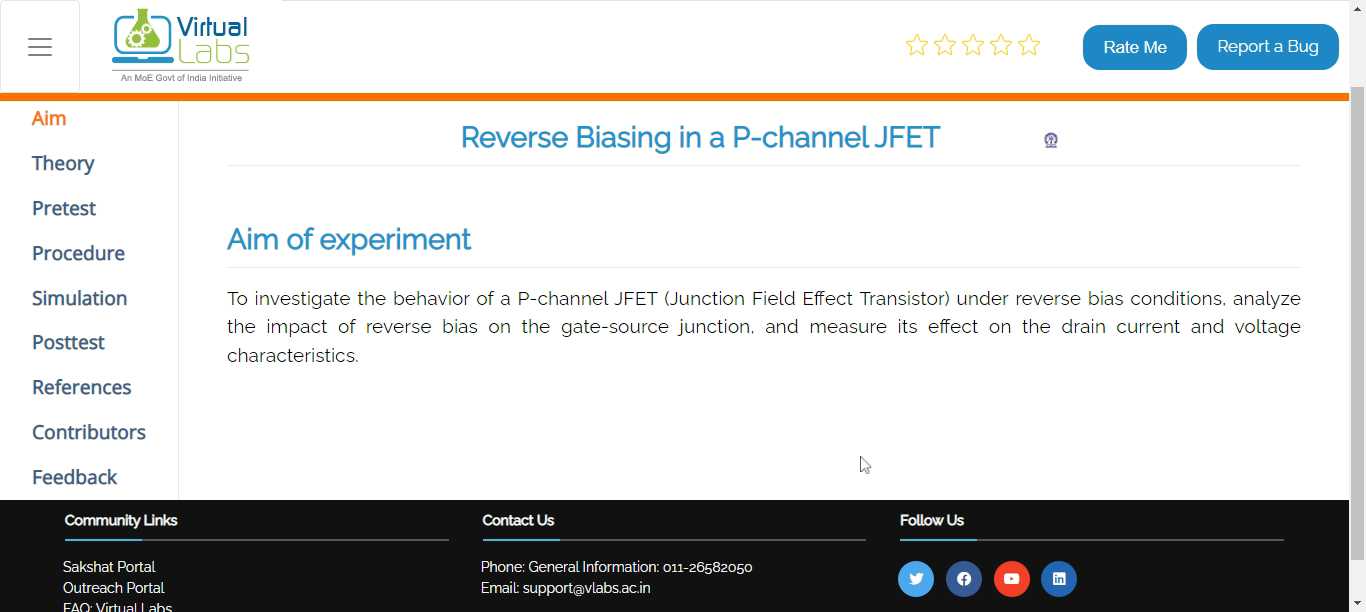 Virtual
Labs
An MoE Govt of India Initiative
Rate Me
Report a Bug
Aim
Theory
Pretest
Procedure
Simulation
Posttest
References
Contributors
Feedback
Reverse Biasing in a P-channel JFET
Aim of experiment
To investigate the behavior of a P-channel JFET (Junction Field Effect Transistor) under reverse bias conditions, analyze
the impact of reverse bias on the gate-source junction, and measure its effect on the drain current and voltage
characteristics.
Community Links
Sakshat Portal
Outreach Portal
FAQ: Virtual Labs
Contact Us
Phone: General Information: 011-26582050
Email: support@vlabs.ac.in
Follow Us